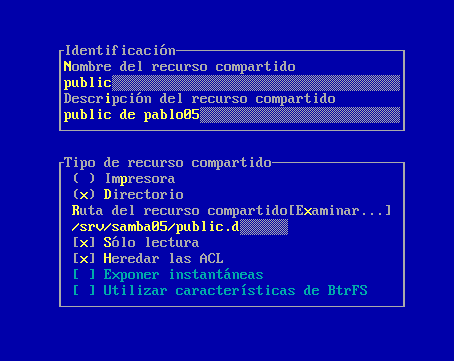 Identificación
Nombre del recurso compartido
public
Descripción del recurso compartido
public de pablo05
Tipo de recurso compartido
( ) Impresora
(x) Directorio
Ruta del recurso compartido[Examinar...]
/srv/samba05/public.d
[x] Sólo lectura
[x] Heredar las ACL
[ ] Exponer instantáneas
[ ] Utilizar características de BtrFS